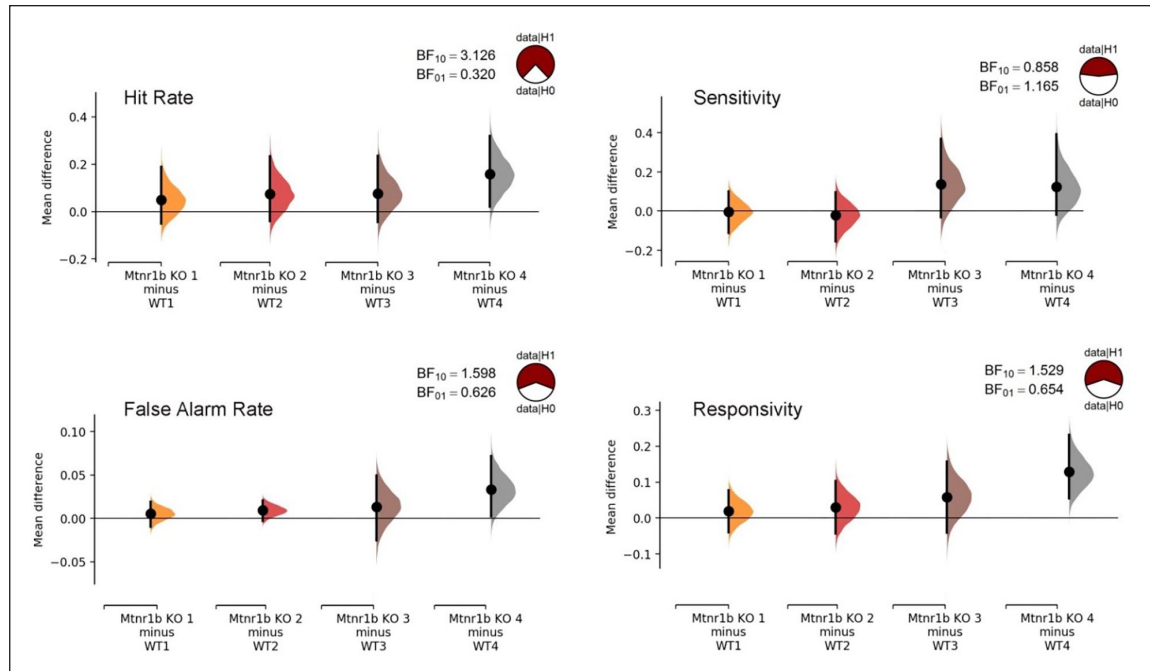 data|H1
BF10 = 3.126
BF01 = 0.320
data|H0
Hit Rate
Mean difference
0.4
0.2
0.0
−0.2
Mtnr1b KO 1
minus
WT1
Mtnr1b KO 2
minus
WT2
Mtnr1b KO 3
minus
WT3
Mtnr1b KO 4
minus
WT4
data|H1
BF10 = 0.858
BF01 = 1.165
data|H0
Sensitivity
Mean difference
0.4
0.2
0.0
−0.2
Mtnr1b KO 1
minus
WT1
Mtnr1b KO 2
minus
WT2
Mtnr1b KO 3
minus
WT3
Mtnr1b KO 4
minus
WT4
data|H1
BF10 = 1.598
BF01 = 0.626
data|H0
False Alarm Rate
Mean difference
0.10
0.05
0.00
−0.05
Mtnr1b KO 1
minus
WT1
Mtnr1b KO 2
minus
WT2
Mtnr1b KO 3
minus
WT3
Mtnr1b KO 4
minus
WT4
data|H1
BF10 = 1.529
BF01 = 0.654
data|H0
Responsivity
Mean difference
0.3
0.2
0.1
0.0
−0.1
Mtnr1b KO 1
minus
WT1
Mtnr1b KO 2
minus
WT2
Mtnr1b KO 3
minus
WT3
Mtnr1b KO 4
minus
WT4